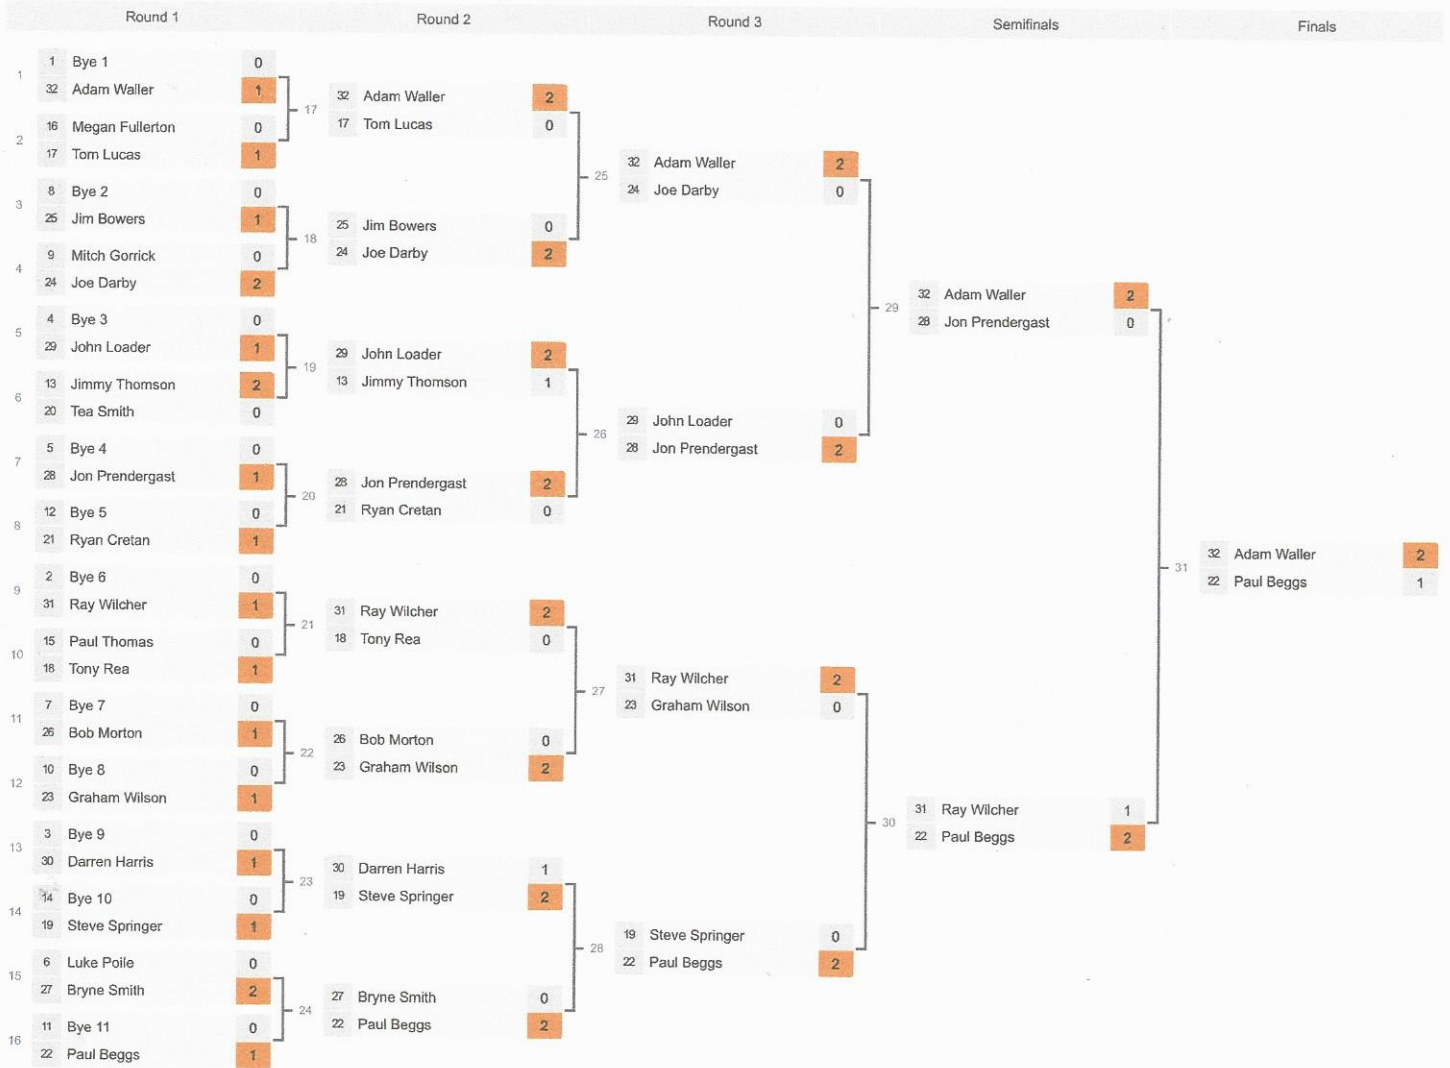 Round 1 Round 2 Round 3 Semifinals Finals
1
1 Bye 1 0
32 Adam Waller 1
2
16 Megan Fullerton 0
17 Tom Lucas 1
3
8 Bye 2 0
25 Jim Bowers 1
4
9 Mitch Gorrick 0
24 Joe Darby 2
5
4 Bye 3 0
29 John Loader 1
6
13 Jimmy Thomson 2
20 Tea Smith 0
7
5 Bye 4 0
28 Jon Prendergast 1
8
12 Bye 5 0
21 Ryan Cretan 1
9
2 Bye 6 0
31 Ray Wilcher 1
10
15 Paul Thomas 0
18 Tony Rea 1
11
7 Bye 7 0
26 Bob Morton 1
12
10 Bye 8 0
23 Graham Wilson 1
13
3 Bye 9 0
30 Darren Harris 1
14
14 Bye 10 0
19 Steve Springer 1
15
6 Luke Poile 0
27 Bryne Smith 2
16
11 Bye 11 0
22 Paul Beggs 1
17
32 Adam Waller 2
17 Tom Lucas 0
18
25 Jim Bowers 0
24 Joe Darby 2
19
29 John Loader 2
13 Jimmy Thomson 1
20
28 Jon Prendergast 2
21 Ryan Cretan 0
21
31 Ray Wilcher 2
18 Tony Rea 0
22
26 Bob Morton 0
23 Graham Wilson 2
23
30 Darren Harris 1
19 Steve Springer 2
24
27 Bryne Smith 0
22 Paul Beggs 2
25
32 Adam Waller 2
24 Joe Darby 0
26
29 John Loader 0
28 Jon Prendergast 2
27
31 Ray Wilcher 2
23 Graham Wilson 0
28
19 Steve Springer 0
22 Paul Beggs 2
29
32 Adam Waller 2
28 Jon Prendergast 0
30
31 Ray Wilcher 1
22 Paul Beggs 2
31
32 Adam Waller 2
22 Paul Beggs 1